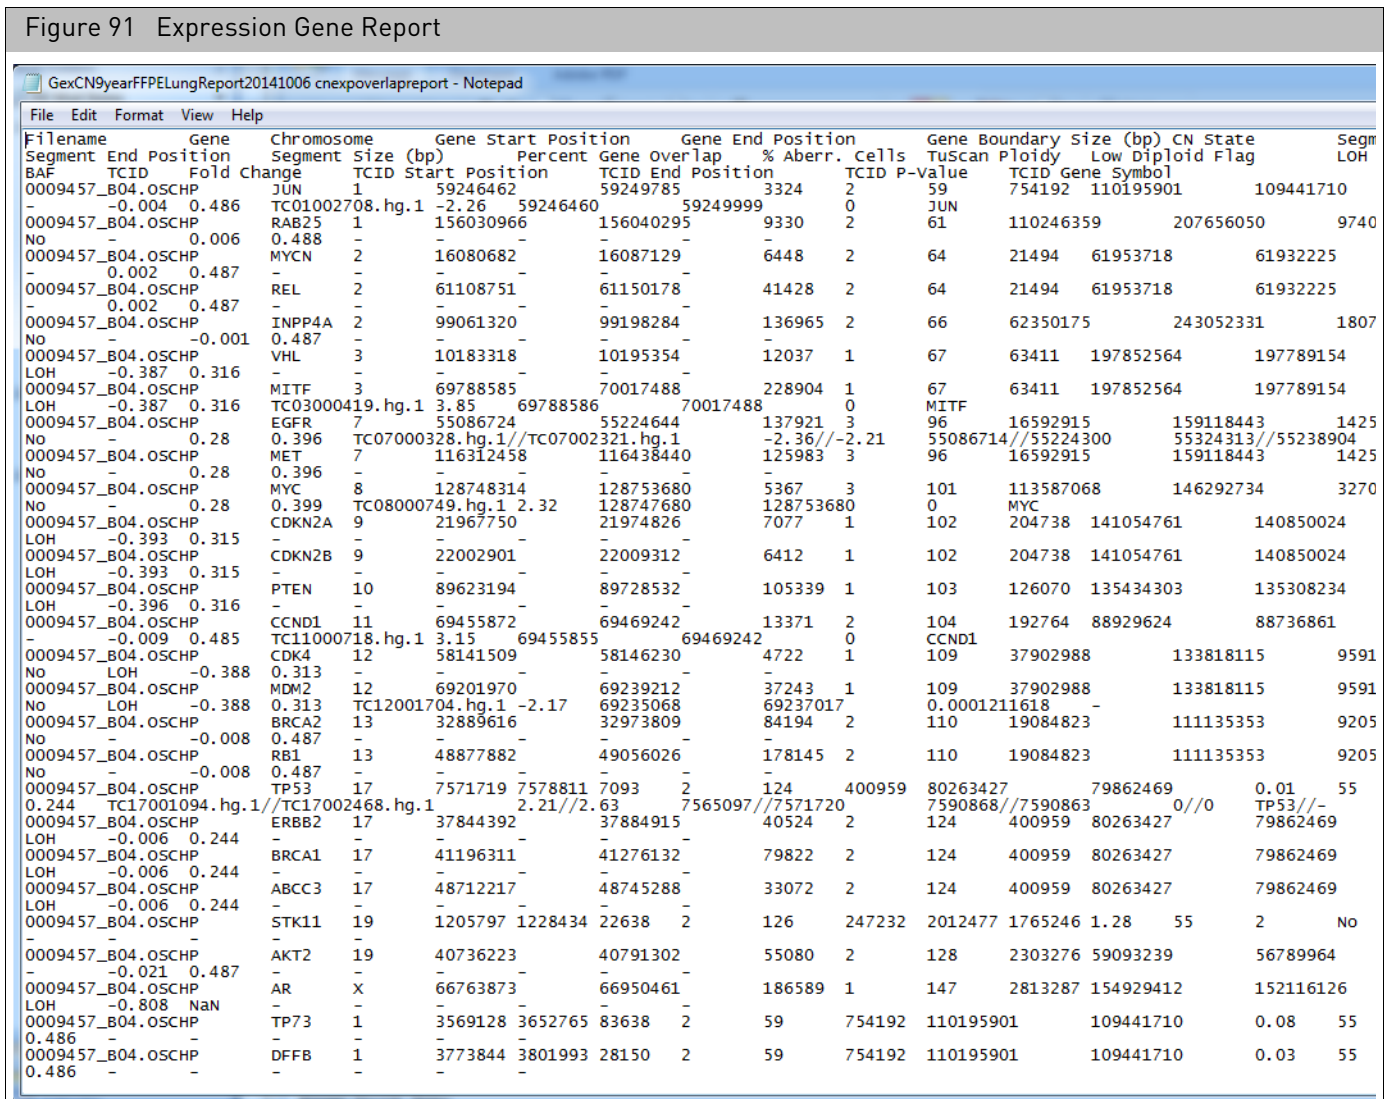 Figure 91 Expression Gene Report
GexCN9yearFFPELungReport20141006 cnexpoverlapreport - Notepad
File Edit Format View Help
Filename Gene Chromosome Gene Start Position Gene End Position Gene Boundary Size (bp) CN State Segm
Segment End Position Segment Size (bp) Percent Gene Overlap % Aberr. Cells TuScan Ploidy Low Diploid Flag LOH
BAF TCID Fold Change TCID Start Position TCID End Position TCID P-Value TCID Gene Symbol
0009457_B04.OSCHP JUN 1 59246462 59249785 3324 2 59 754192 110195901 109441710
- -0.004 0.486 TC01002708.hg.1 -2.26 59246460 59249999 0 JUN
0009457_B04.OSCHP RAB25 1 156030966 156040295 9330 2 61 110246359 207656050 9740
No - 0.006 0.488 - - - - - -
0009457_B04.OSCHP MYCN 2 16080682 16087129 6448 2 64 21494 61953718 61932225
- 0.002 0.487 - - - - - -
0009457_B04.OSCHP REL 2 61108751 61150178 41428 2 64 21494 61953718 61932225
- 0.002 0.487 - - - - - -
0009457_B04.OSCHP INPP4A 2 99061320 99198284 136965 2 66 62350175 243052331 1807
No - -0.001 0.487 - - - - - -
0009457_B04.OSCHP VHL 3 10183318 10195354 12037 1 67 63411 197852564 197789154
LOH -0.387 0.316 - - - - - -
0009457_B04.OSCHP MITF 3 69788585 70017488 228904 1 67 63411 197852564 197789154
LOH -0.387 0.316 TC03000419.hg.1 3.85 69788586 70017488 0 MITF
0009457_B04.OSCHP EGFR 7 55086724 55224644 137921 3 96 16592915 159118443 1425
No - 0.28 0.396 TC07000328.hg.1//TC07002321.hg.1 -2.36//-2.21 55086714//55224300 55324313//55238904
0009457_B04.OSCHP MET 7 116312458 116438440 125983 3 96 16592915 159118443 1425
No - 0.28 0.396 - - - - - -
0009457_B04.OSCHP MYC 8 128748314 128753680 5367 3 101 113587068 146292734 3270
No - 0.28 0.399 TC08000749.hg.1 2.32 128747680 128753680 0 MYC
0009457_B04.OSCHP CDKN2A 9 21967750 21974826 7077 1 102 204738 141054761 140850024
LOH -0.393 0.315 - - - - - -
0009457_B04.OSCHP CDKN2B 9 22002901 22009312 6412 1 102 204738 141054761 140850024
LOH -0.393 0.315 - - - - - -
0009457_B04.OSCHP PTEN 10 89623194 89728532 105339 1 103 126070 135434303 135308234
LOH -0.396 0.316 - - - - - -
0009457_B04.OSCHP CCND1 11 69455872 69469242 13371 2 104 192764 88929624 88736861
- -0.009 0.485 TC11000718.hg.1 3.15 69455855 69469242 0 CCND1
0009457_B04.OSCHP CDK4 12 58141509 58146230 4722 1 109 37902988 133818115 9591
No LOH -0.388 0.313 - - - - - -
0009457_B04.OSCHP MDM2 12 69201970 69239212 37243 1 109 37902988 133818115 9591
No LOH -0.388 0.313 TC12001704.hg.1 -2.17 69235068 69237017 0.0001211618 -
0009457_B04.OSCHP BRCA2 13 32889616 32973809 84194 2 110 19084823 111135353 9205
No - -0.008 0.487 - - - - - -
0009457_B04.OSCHP RB1 13 48877882 49056026 178145 2 110 19084823 111135353 9205
No - -0.008 0.487 - - - - - -
0009457_B04.OSCHP TP53 17 7571719 7578811 7093 2 124 400959 80263427 79862469 0.01 55
0.244 TC17001094.hg.1//TC17002468.hg.1 2.21//2.63 7565097//7571720 7590868//7590863 0//0 TP53//-
0009457_B04.OSCHP ERBB2 17 37844392 37884915 40524 2 124 400959 80263427 79862469
LOH -0.006 0.244 - - - - - -
0009457_B04.OSCHP BRCA1 17 41196311 41276132 79822 2 124 400959 80263427 79862469
LOH -0.006 0.244 - - - - - -
0009457_B04.OSCHP ABCC3 17 48712217 48745288 33072 2 124 400959 80263427 79862469
LOH -0.006 0.244 - - - - - -
0009457_B04.OSCHP STK11 19 1205797 1228434 22638 2 126 247232 2012477 1765246 1.28 55 2 No
- - - - - -
0009457_B04.OSCHP AKT2 19 40736223 40791302 55080 2 128 2303276 59093239 56789964
- -0.021 0.487 - - - - - -
0009457_B04.OSCHP AR X 66763873 66950461 186589 1 147 2813287 154929412 152116126
LOH -0.808 NaN - - - - - -
0009457_B04.OSCHP TP73 1 3569128 3652765 83638 2 59 754192 110195901 109441710 0.08 55
0.486 - - - - - -
0009457_B04.OSCHP DFFB 1 3773844 3801993 28150 2 59 754192 110195901 109441710 0.03 55
0.486 - - - - - -